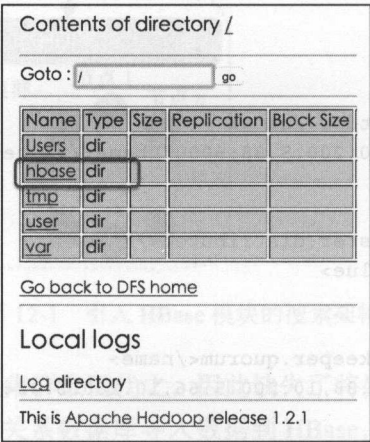 Contents of directory /
Goto : / go
Name Type Size Replication Block Size
Users dir
hbase dir
tmp dir
user dir
var dir
Go back to DFS home
Local logs
Log directory
This is Apache Hadoop release 1.2.1